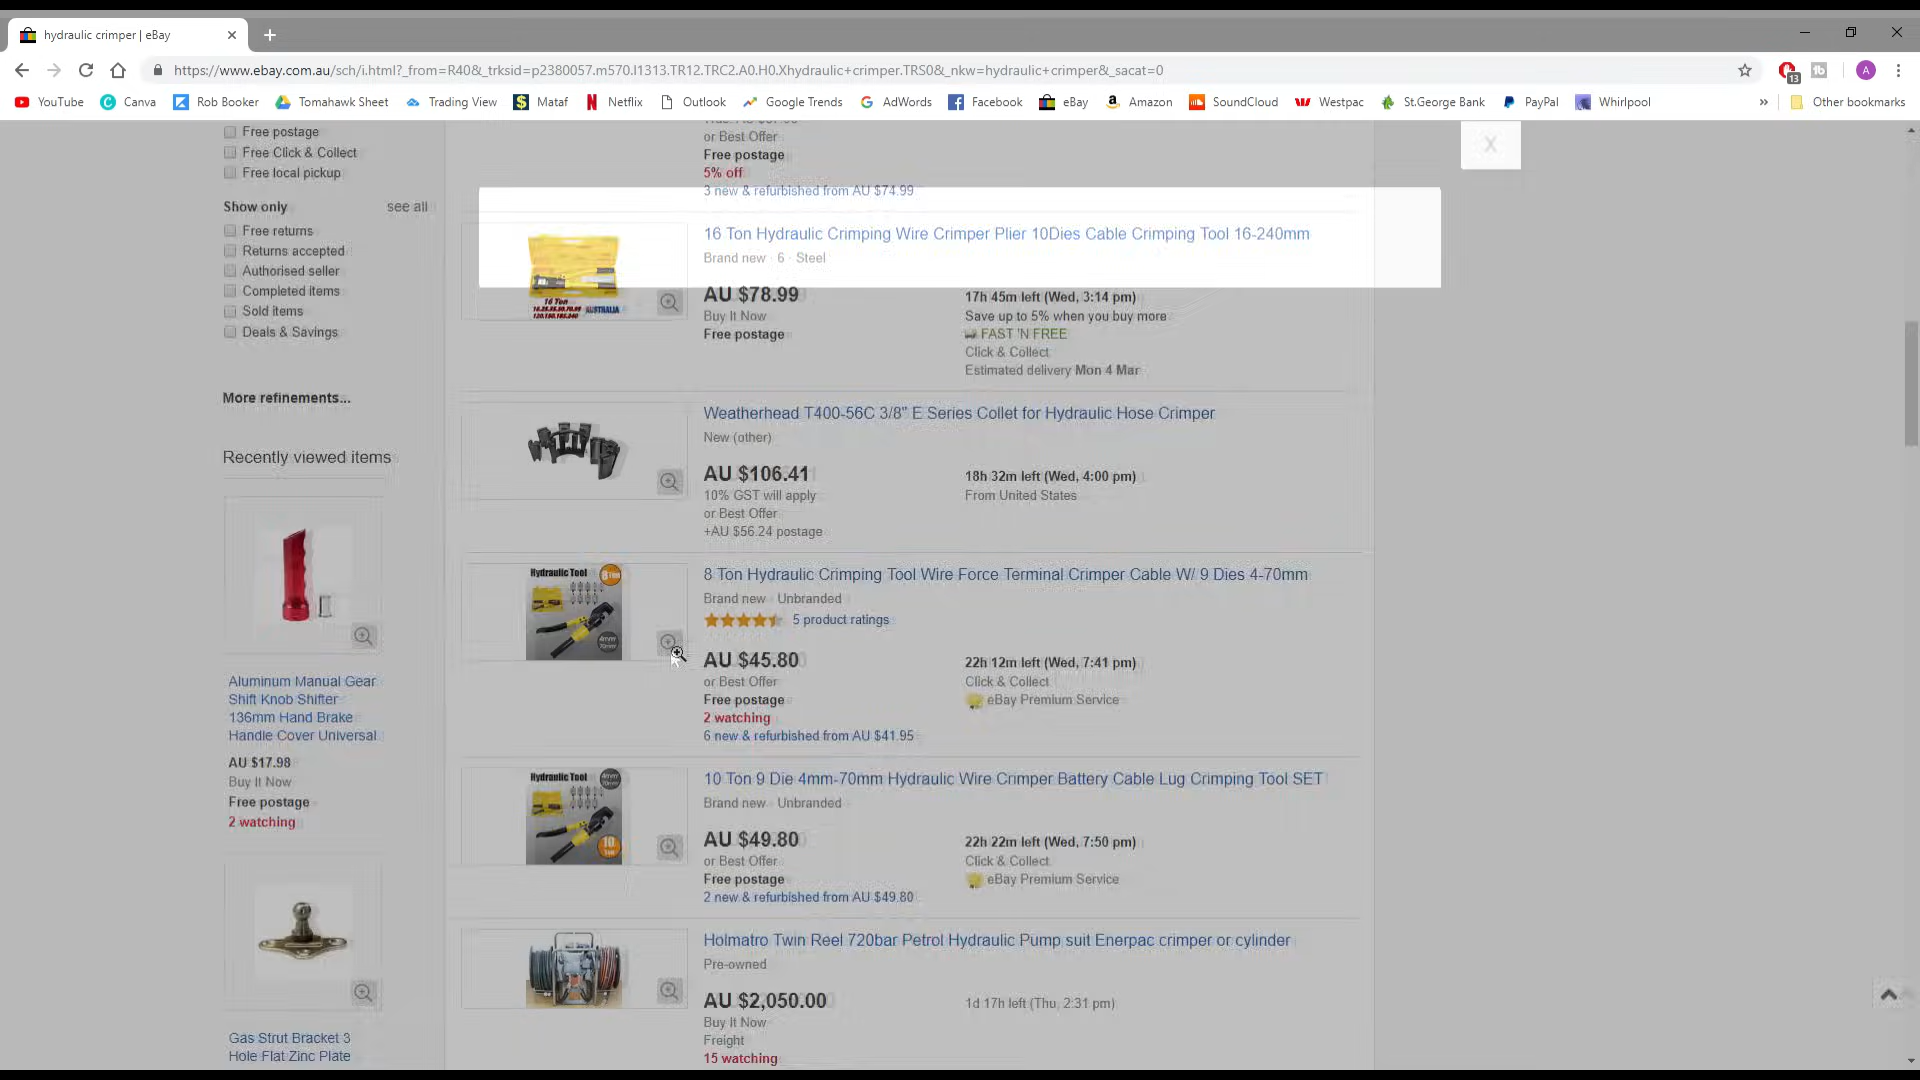 hydraulic crimper | eBay
https://www.ebay.com.au/sch/i.html?_from=R40&_trksid=p2380057.m570.l1313.TR12.TRC2.A0.H0.Xhydraulic+crimper.TRS0&_nkw=hydraulic+crimper&_sacat=0
13
A
YouTube Canva Rob Booker Tomahawk Sheet Trading View Mataf Netflix Outlook Google Trends AdWords Facebook eBay Amazon SoundCloud Westpac St.George Bank PayPal Whirlpool » Other bookmarks
Free postage
Free Click & Collect
Free local pickup
Show only see all
Free returns
Returns accepted
Authorised seller
Completed items
Sold items
Deals & Savings
More refinements...
Recently viewed items
Aluminum Manual Gear
Shift Knob Shifter
136mm Hand Brake
Handle Cover Universal
AU $17.98
Buy It Now
Free postage
2 watching
Gas Strut Bracket 3
Hole Flat Zinc Plate
or Best Offer
Free postage
5% off
3 new & refurbished from AU $74.99
X
16 Ton Hydraulic Crimping Wire Crimper Plier 10Dies Cable Crimping Tool 16-240mm
Brand new · 6 · Steel
16 Ton
AUSTRALIA
AU $78.99
Buy It Now
Free postage
17h 45m left (Wed, 3:14 pm)
Save up to 5% when you buy more
FAST 'N FREE
Click & Collect
Estimated delivery Mon 4 Mar
Weatherhead T400-56C 3/8" E Series Collet for Hydraulic Hose Crimper
New (other)
AU $106.41
10% GST will apply
or Best Offer
+AU $56.24 postage
18h 32m left (Wed, 4:00 pm)
From United States
Hydraulic Tool
8 Ton Hydraulic Crimping Tool Wire Force Terminal Crimper Cable W/ 9 Dies 4-70mm
Brand new · Unbranded
5 product ratings
AU $45.80
or Best Offer
Free postage
2 watching
6 new & refurbished from AU $41.95
22h 12m left (Wed, 7:41 pm)
Click & Collect
eBay Premium Service
Hydraulic Tool
10 Ton 9 Die 4mm-70mm Hydraulic Wire Crimper Battery Cable Lug Crimping Tool SET
Brand new · Unbranded
AU $49.80
or Best Offer
Free postage
2 new & refurbished from AU $49.80
22h 22m left (Wed, 7:50 pm)
Click & Collect
eBay Premium Service
Holmatro Twin Reel 720bar Petrol Hydraulic Pump suit Enerpac crimper or cylinder
Pre-owned
AU $2,050.00
Buy It Now
Freight
15 watching
1d 17h left (Thu, 2:31 pm)